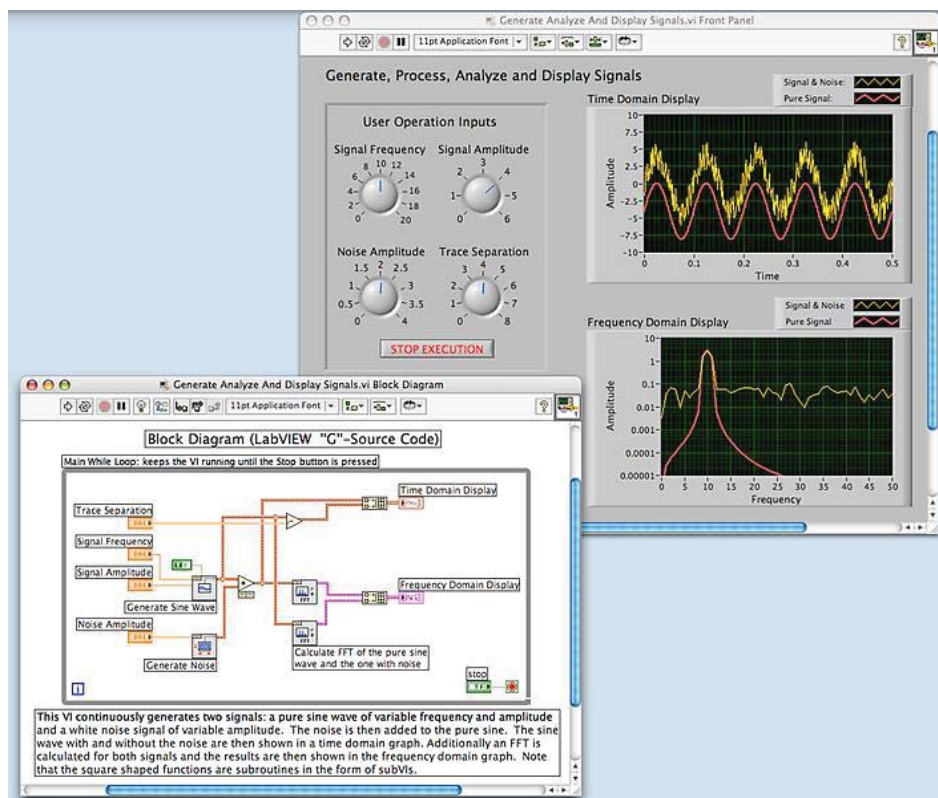 Generate Analyze And Display Signals.vi Front Panel
11pt Application Font
Generate, Process, Analyze and Display Signals
User Operation Inputs
Signal Frequency
0 2 4 6 8 10 12 14 16 18 20
Signal Amplitude
0 1 2 3 4 5 6
Noise Amplitude
0 0.5 1 1.5 2 2.5 3 3.5 4
Trace Separation
0 1 2 3 4 5 6 7 8
STOP EXECUTION
Signal & Noise:
Pure Signal:
Time Domain Display
Amplitude
10
7.5
5
2.5
0
-2.5
-5
-7.5
-10
0 0.1 0.2 0.3 0.4 0.5
Time
Signal & Noise
Pure Signal
Frequency Domain Display
Amplitude
10
1
0.1
0.01
0.001
0.0001
0.00001
0 5 10 15 20 25 30 35 40 45 50
Frequency
Generate Analyze And Display Signals.vi Block Diagram
11pt Application Font
Block Diagram (LabVIEW "G"-Source Code)
Main While Loop: keeps the VI running until the Stop button is pressed
Trace Separation
Signal Frequency
Signal Amplitude
Generate Sine Wave
Noise Amplitude
Generate Noise
Time Domain Display
Frequency Domain Display
FFT
FFT
Calculate FFT of the pure sine
wave and the one with noise
stop
TF
i
This VI continuously generates two signals: a pure sine wave of variable frequency and amplitude
and a white noise signal of variable amplitude. The noise is then added to the pure sine. The sine
wave with and without the noise are then shown in a time domain graph. Additionally an FFT is
calculated for both signals and the results are then shown in the frequency domain graph. Note
that the square shaped functions are subroutines in the form of subVIs.